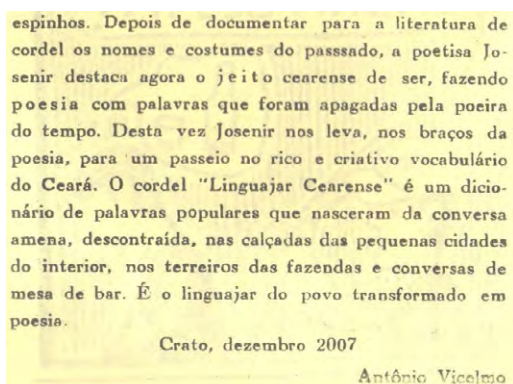 espinhos. Depois de documentar para a literatura de
cordel os nomes e costumes do passsado, a poetisa Jo-
senir destaca agora o jeito cearense de ser, fazendo
poesia com palavras que foram apagadas pela poeira
do tempo. Desta vez Josenir nos leva, nos braços da
poesia, para um passeio no rico e criativo vocabulário
do Ceará. O cordel "Linguajar Cearense" é um dicio-
nário de palavras populares que nasceram da conversa
amena, descontraída, nas calçadas das pequenas cidades
do interior, nos terreiros das fazendas e conversas de
mesa de bar. É o linguajar do povo transformado em
poesia.
Crato, dezembro 2007
Antônio Vicelmo